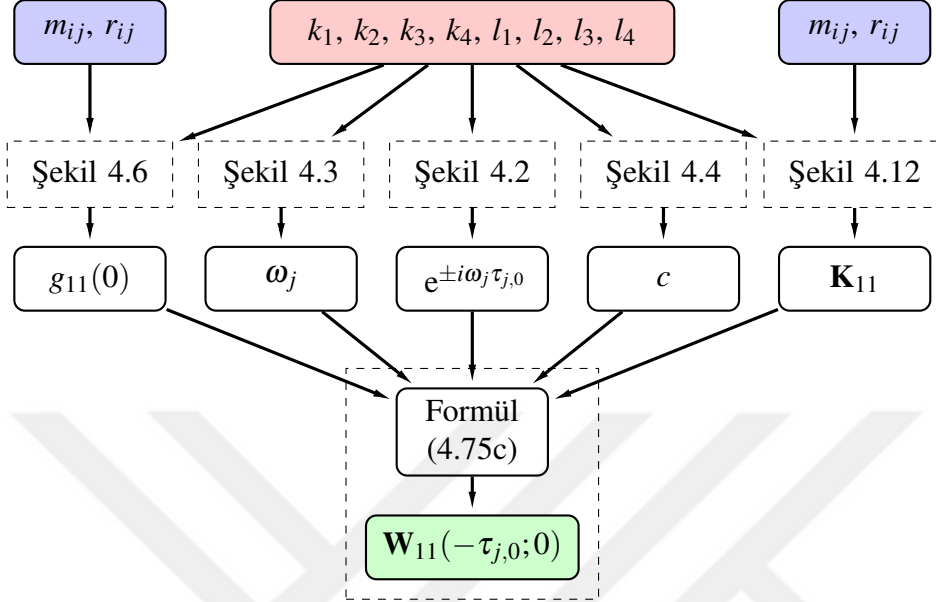 m_{ij}, r_{ij}
k_1, k_2, k_3, k_4, l_1, l_2, l_3, l_4
m_{ij}, r_{ij}
Şekil 4.6
Şekil 4.3
Şekil 4.2
Şekil 4.4
Şekil 4.12
g_{11}(0)
ω_j
e^{±iω_jτ_{j,0}}
c
K_{11}
Formül
(4.75c)
W_{11}(−τ_{j,0};0)